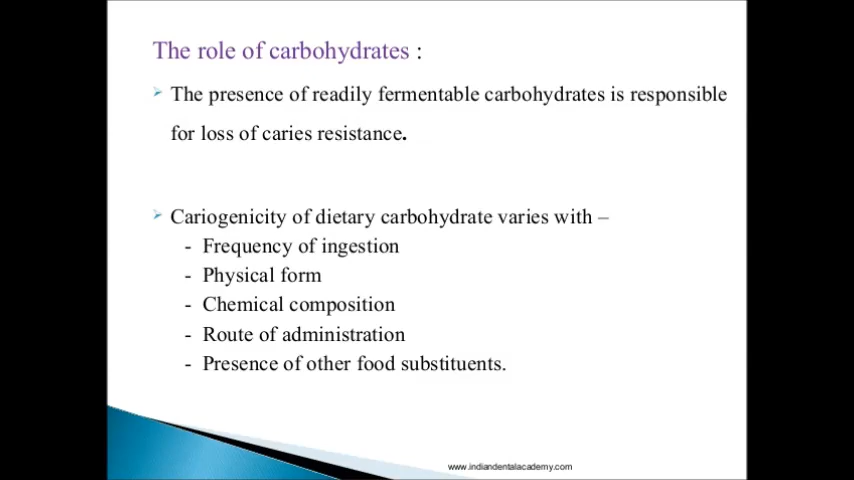 The role of carbohydrates :
➢ The presence of readily fermentable carbohydrates is responsible
for loss of caries resistance.
➢ Cariogenicity of dietary carbohydrate varies with –
- Frequency of ingestion
- Physical form
- Chemical composition
- Route of administration
- Presence of other food substituents.
www.indiandentalacademy.com